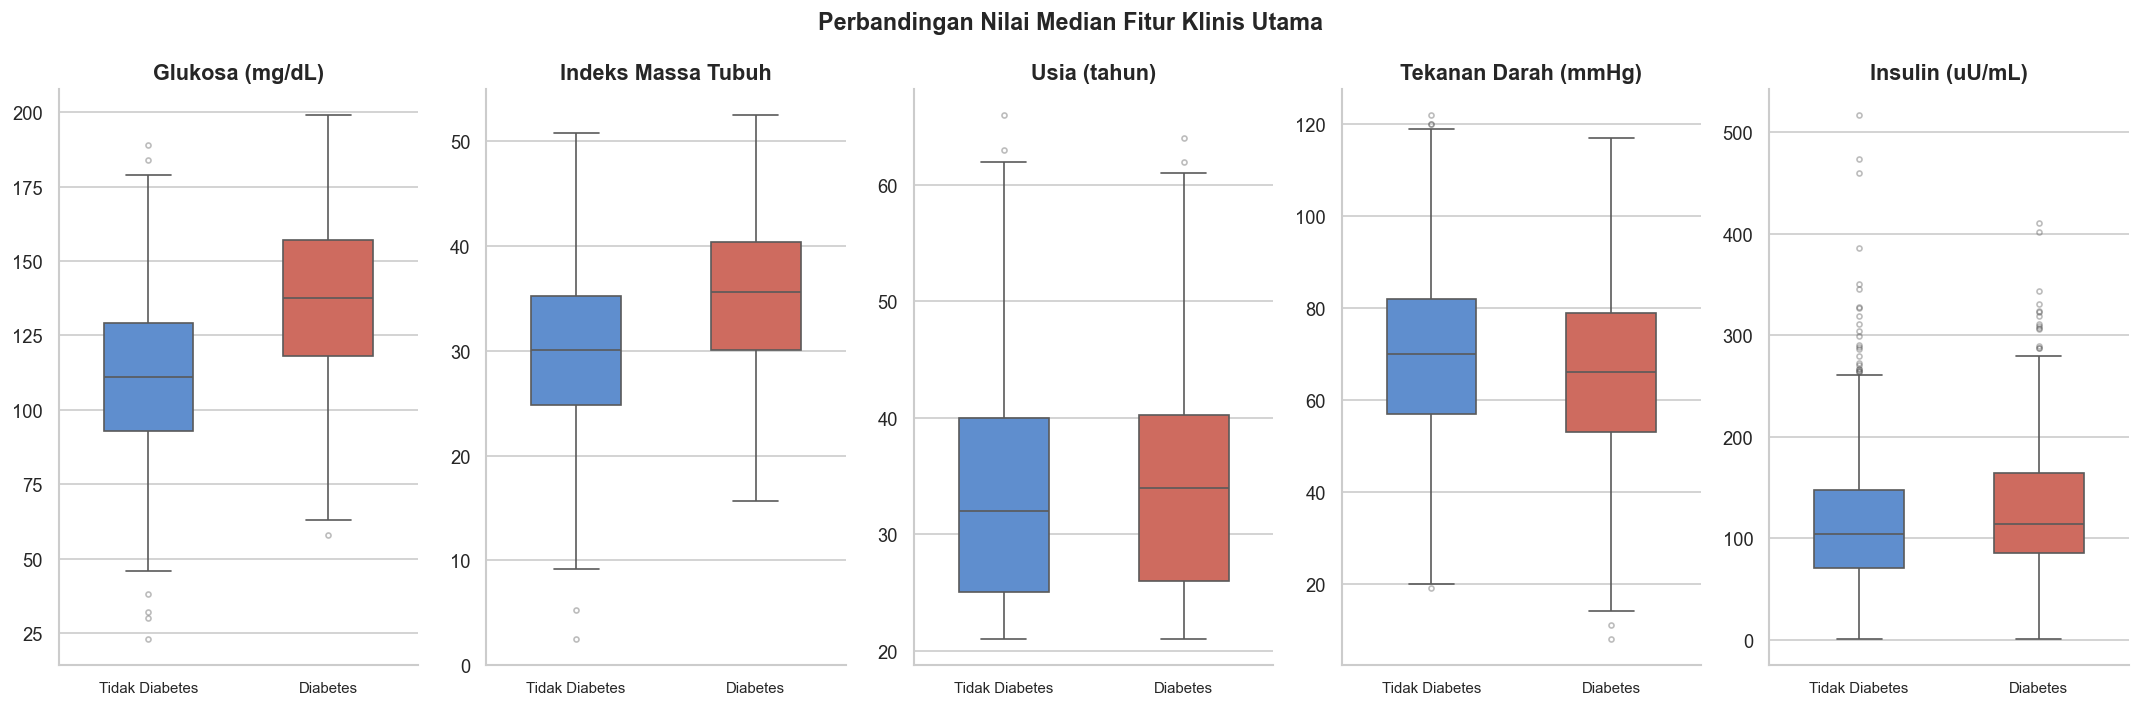 Perbandingan Nilai Median Fitur Klinis Utama
Glukosa (mg/dL)
200
175
150
125
100
75
50
25
Tidak Diabetes
Diabetes
Indeks Massa Tubuh
50
40
30
20
10
0
Tidak Diabetes
Diabetes
Usia (tahun)
60
50
40
30
20
Tidak Diabetes
Diabetes
Tekanan Darah (mmHg)
120
100
80
60
40
20
Tidak Diabetes
Diabetes
Insulin (uU/mL)
500
400
300
200
100
0
Tidak Diabetes
Diabetes